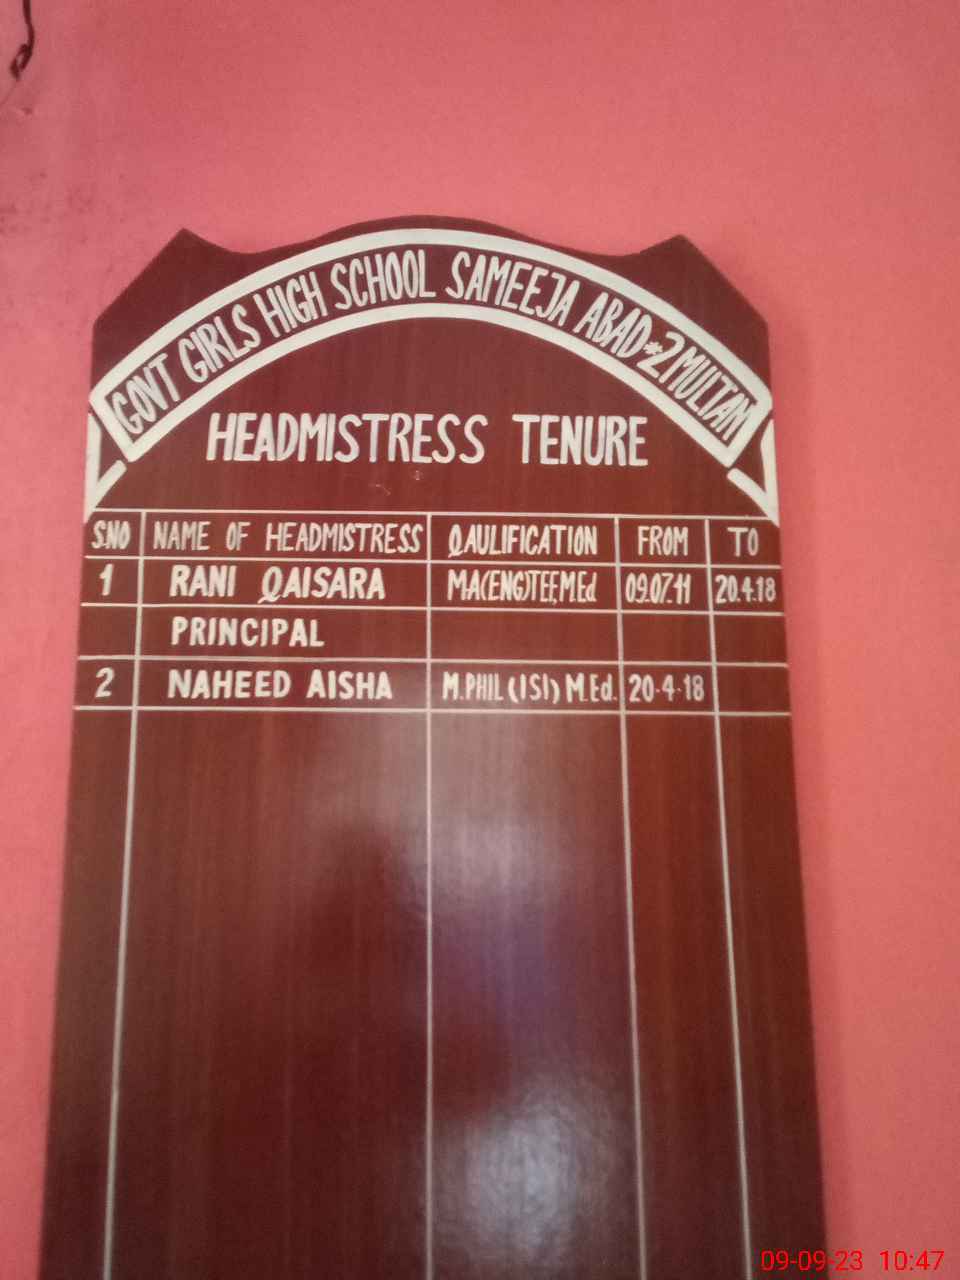 GOVT GIRLS HIGH SCHOOL SAMEEJA ABAD #2 MULTAN
HEADMISTRESS TENURE
S.NO NAME OF HEADMISTRESS QAULIFICATION FROM TO
1 RANI QAISARA M.A(ENG)TEF,M.Ed 09.07.11 20.4.18
PRINCIPAL
2 NAHEED AISHA M.PHIL (ISI) M.Ed. 20-4-18
09-09-23 10:47